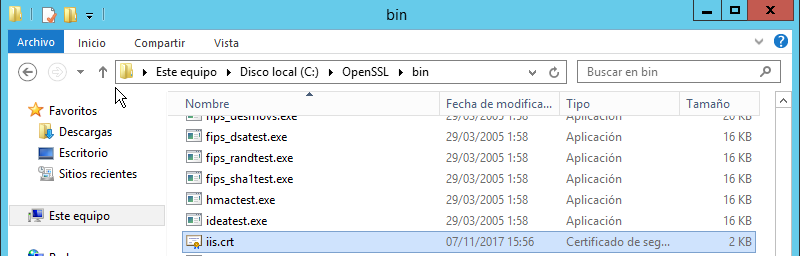 bin
Archivo Inicio Compartir Vista
Este equipo Disco local (C:) OpenSSL bin Buscar en bin
Favoritos
Descargas
Escritorio
Sitios recientes
Este equipo
Nombre Fecha de modifica... Tipo Tamaño
fips_desmovs.exe 29/03/2005 1:58 Aplicación 20 KB
fips_dsatest.exe 29/03/2005 1:58 Aplicación 16 KB
fips_randtest.exe 29/03/2005 1:58 Aplicación 16 KB
fips_sha1test.exe 29/03/2005 1:58 Aplicación 16 KB
hmactest.exe 29/03/2005 1:58 Aplicación 16 KB
ideatest.exe 29/03/2005 1:58 Aplicación 16 KB
iis.crt 07/11/2017 15:56 Certificado de seg... 2 KB